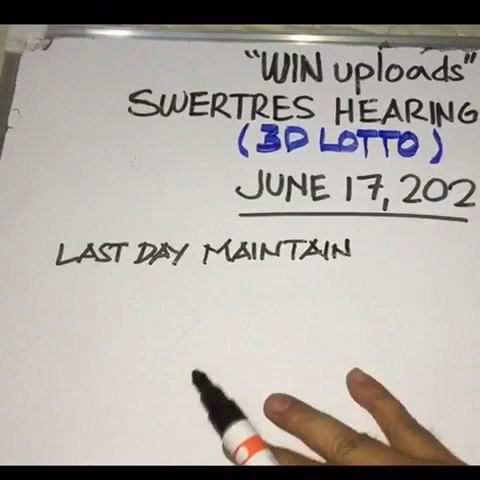 "WIN uploads"
SWERTRES HEARING
(3D LOTTO)
JUNE 17, 202
LAST DAY MAINTAIN